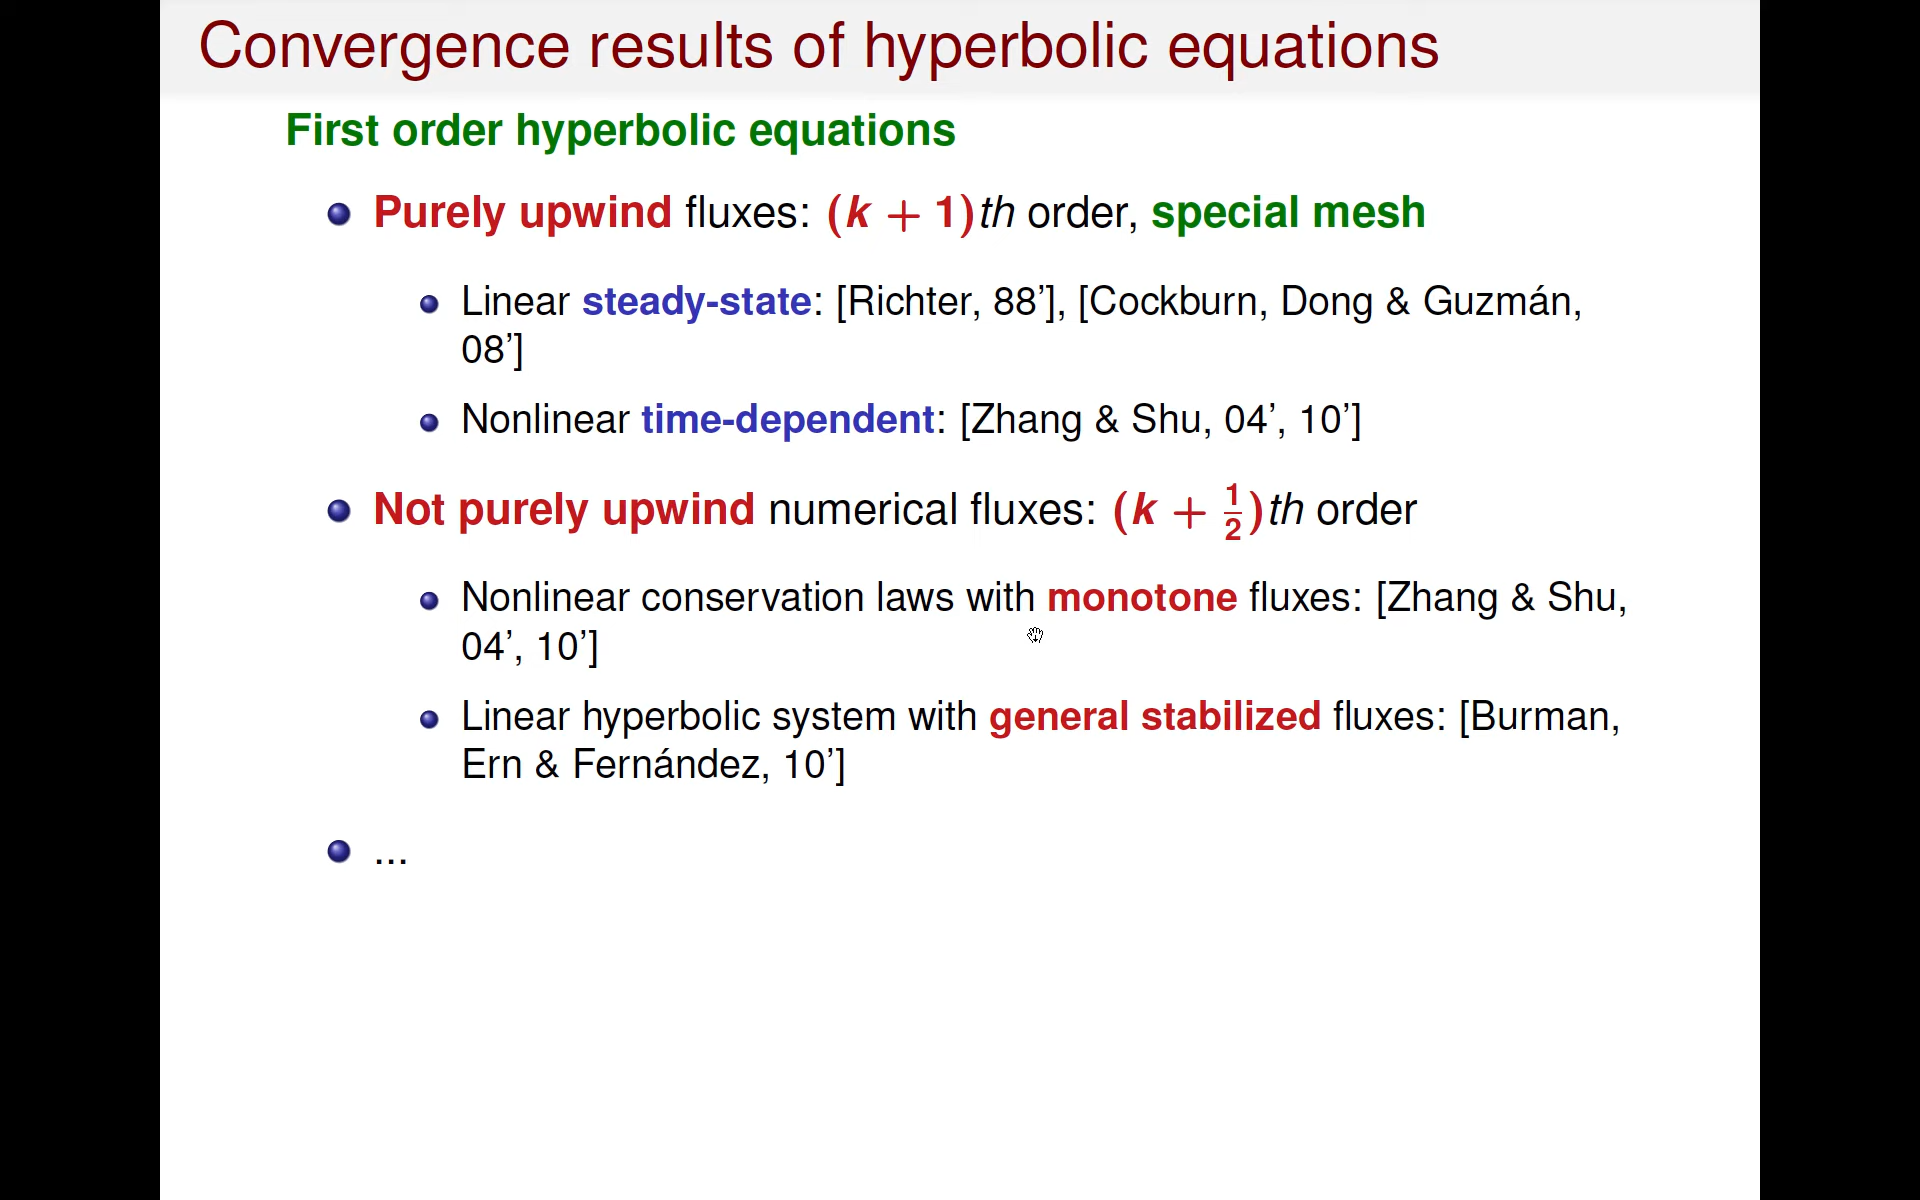 Convergence results of hyperbolic equations
First order hyperbolic equations
Purely upwind fluxes: (k + 1)th order, special mesh
Linear steady-state: [Richter, 88’], [Cockburn, Dong & Guzmán,
08’]
Nonlinear time-dependent: [Zhang & Shu, 04’, 10’]
Not purely upwind numerical fluxes: (k + 1/2)th order
Nonlinear conservation laws with monotone fluxes: [Zhang & Shu,
04’, 10’]
Linear hyperbolic system with general stabilized fluxes: [Burman,
Ern & Fernández, 10’]
...